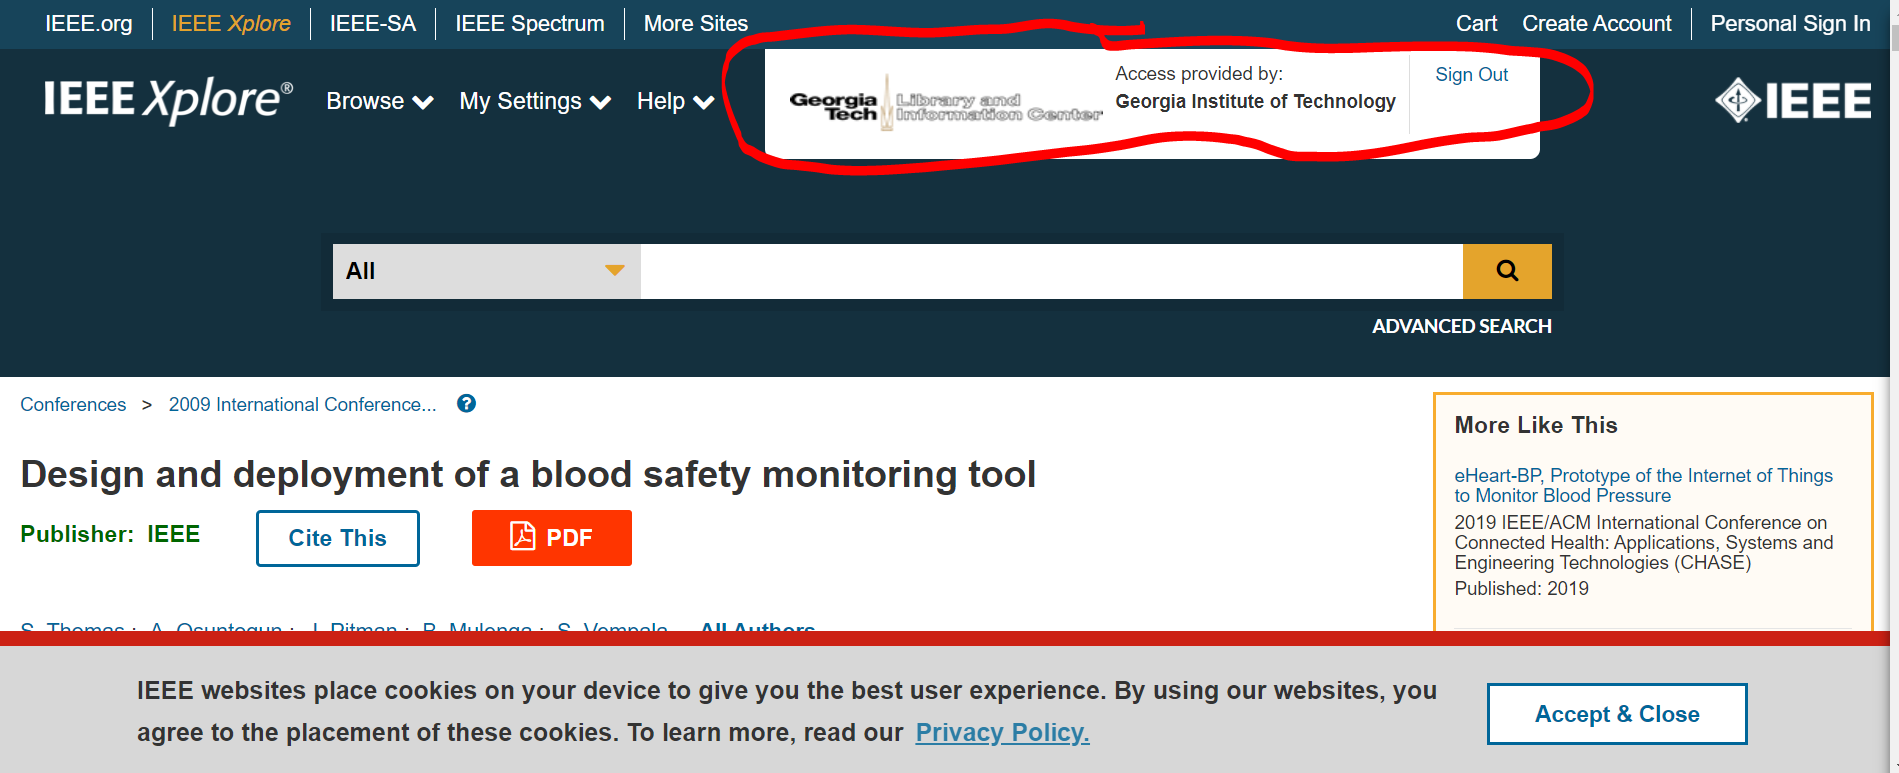 IEEE.org IEEE Xplore IEEE-SA IEEE Spectrum More Sites Cart Create Account Personal Sign In
IEEE Xplore® Browse My Settings Help
Georgia Tech Library and Information Center
Access provided by:
Georgia Institute of Technology
Sign Out
IEEE
All
ADVANCED SEARCH
Conferences > 2009 International Conference... ?
Design and deployment of a blood safety monitoring tool
Publisher: IEEE Cite This PDF
S. Thomas ; A. Osuntogun ; J. Pitman ; B. Mulenga ; S. Vempala All Authors
More Like This
eHeart-BP, Prototype of the Internet of Things
to Monitor Blood Pressure
2019 IEEE/ACM International Conference on
Connected Health: Applications, Systems and
Engineering Technologies (CHASE)
Published: 2019
IEEE websites place cookies on your device to give you the best user experience. By using our websites, you
agree to the placement of these cookies. To learn more, read our Privacy Policy.
Accept & Close